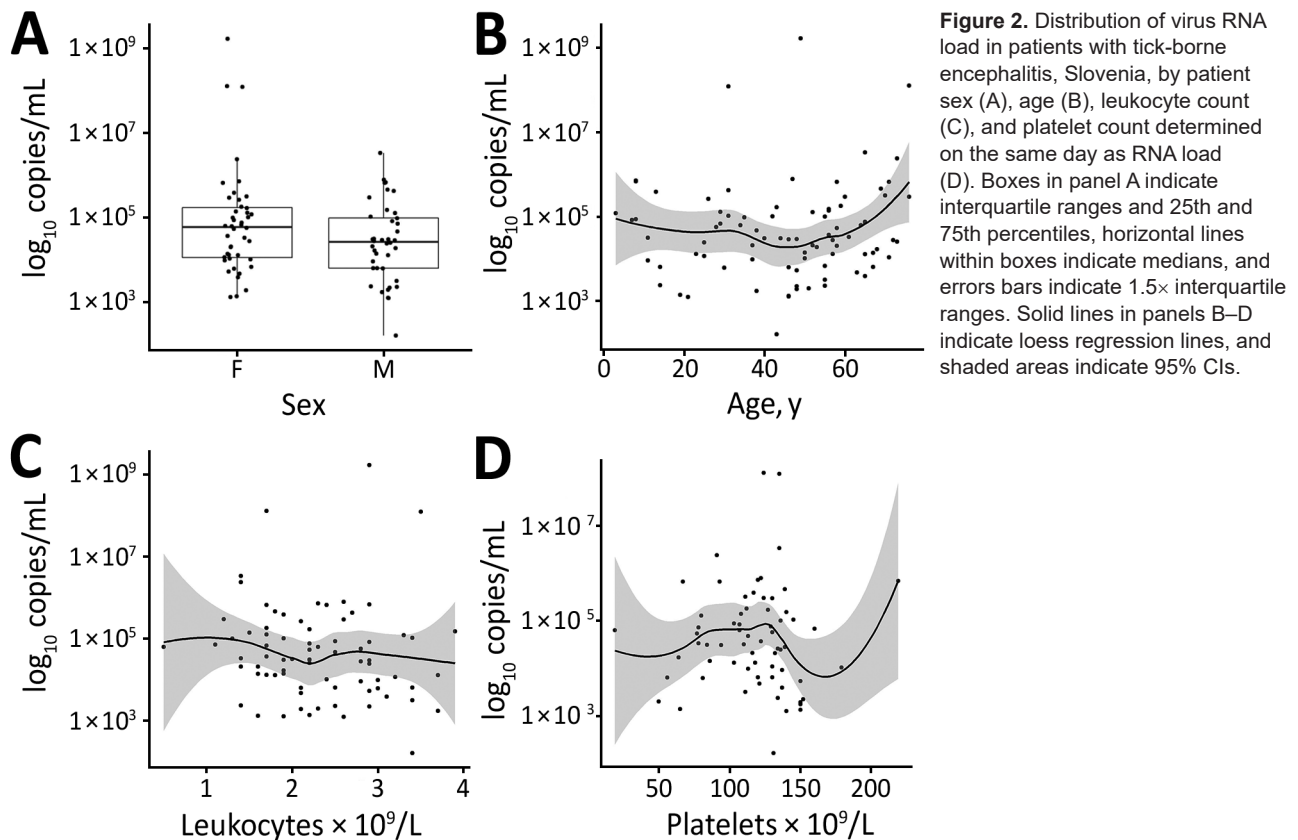 A
log10 copies/mL
1×10⁹
1×10⁷
1×10⁵
1×10³
F M
Sex
B
log10 copies/mL
1×10⁹
1×10⁷
1×10⁵
1×10³
0 20 40 60
Age, y
Figure 2. Distribution of virus RNA
load in patients with tick-borne
encephalitis, Slovenia, by patient
sex (A), age (B), leukocyte count
(C), and platelet count determined
on the same day as RNA load
(D). Boxes in panel A indicate
interquartile ranges and 25th and
75th percentiles, horizontal lines
within boxes indicate medians, and
errors bars indicate 1.5× interquartile
ranges. Solid lines in panels B–D
indicate loess regression lines, and
shaded areas indicate 95% CIs.
C
log10 copies/mL
1×10⁹
1×10⁷
1×10⁵
1×10³
1 2 3 4
Leukocytes × 10⁹/L
D
log10 copies/mL
1×10⁷
1×10⁵
1×10³
50 100 150 200
Platelets × 10⁹/L